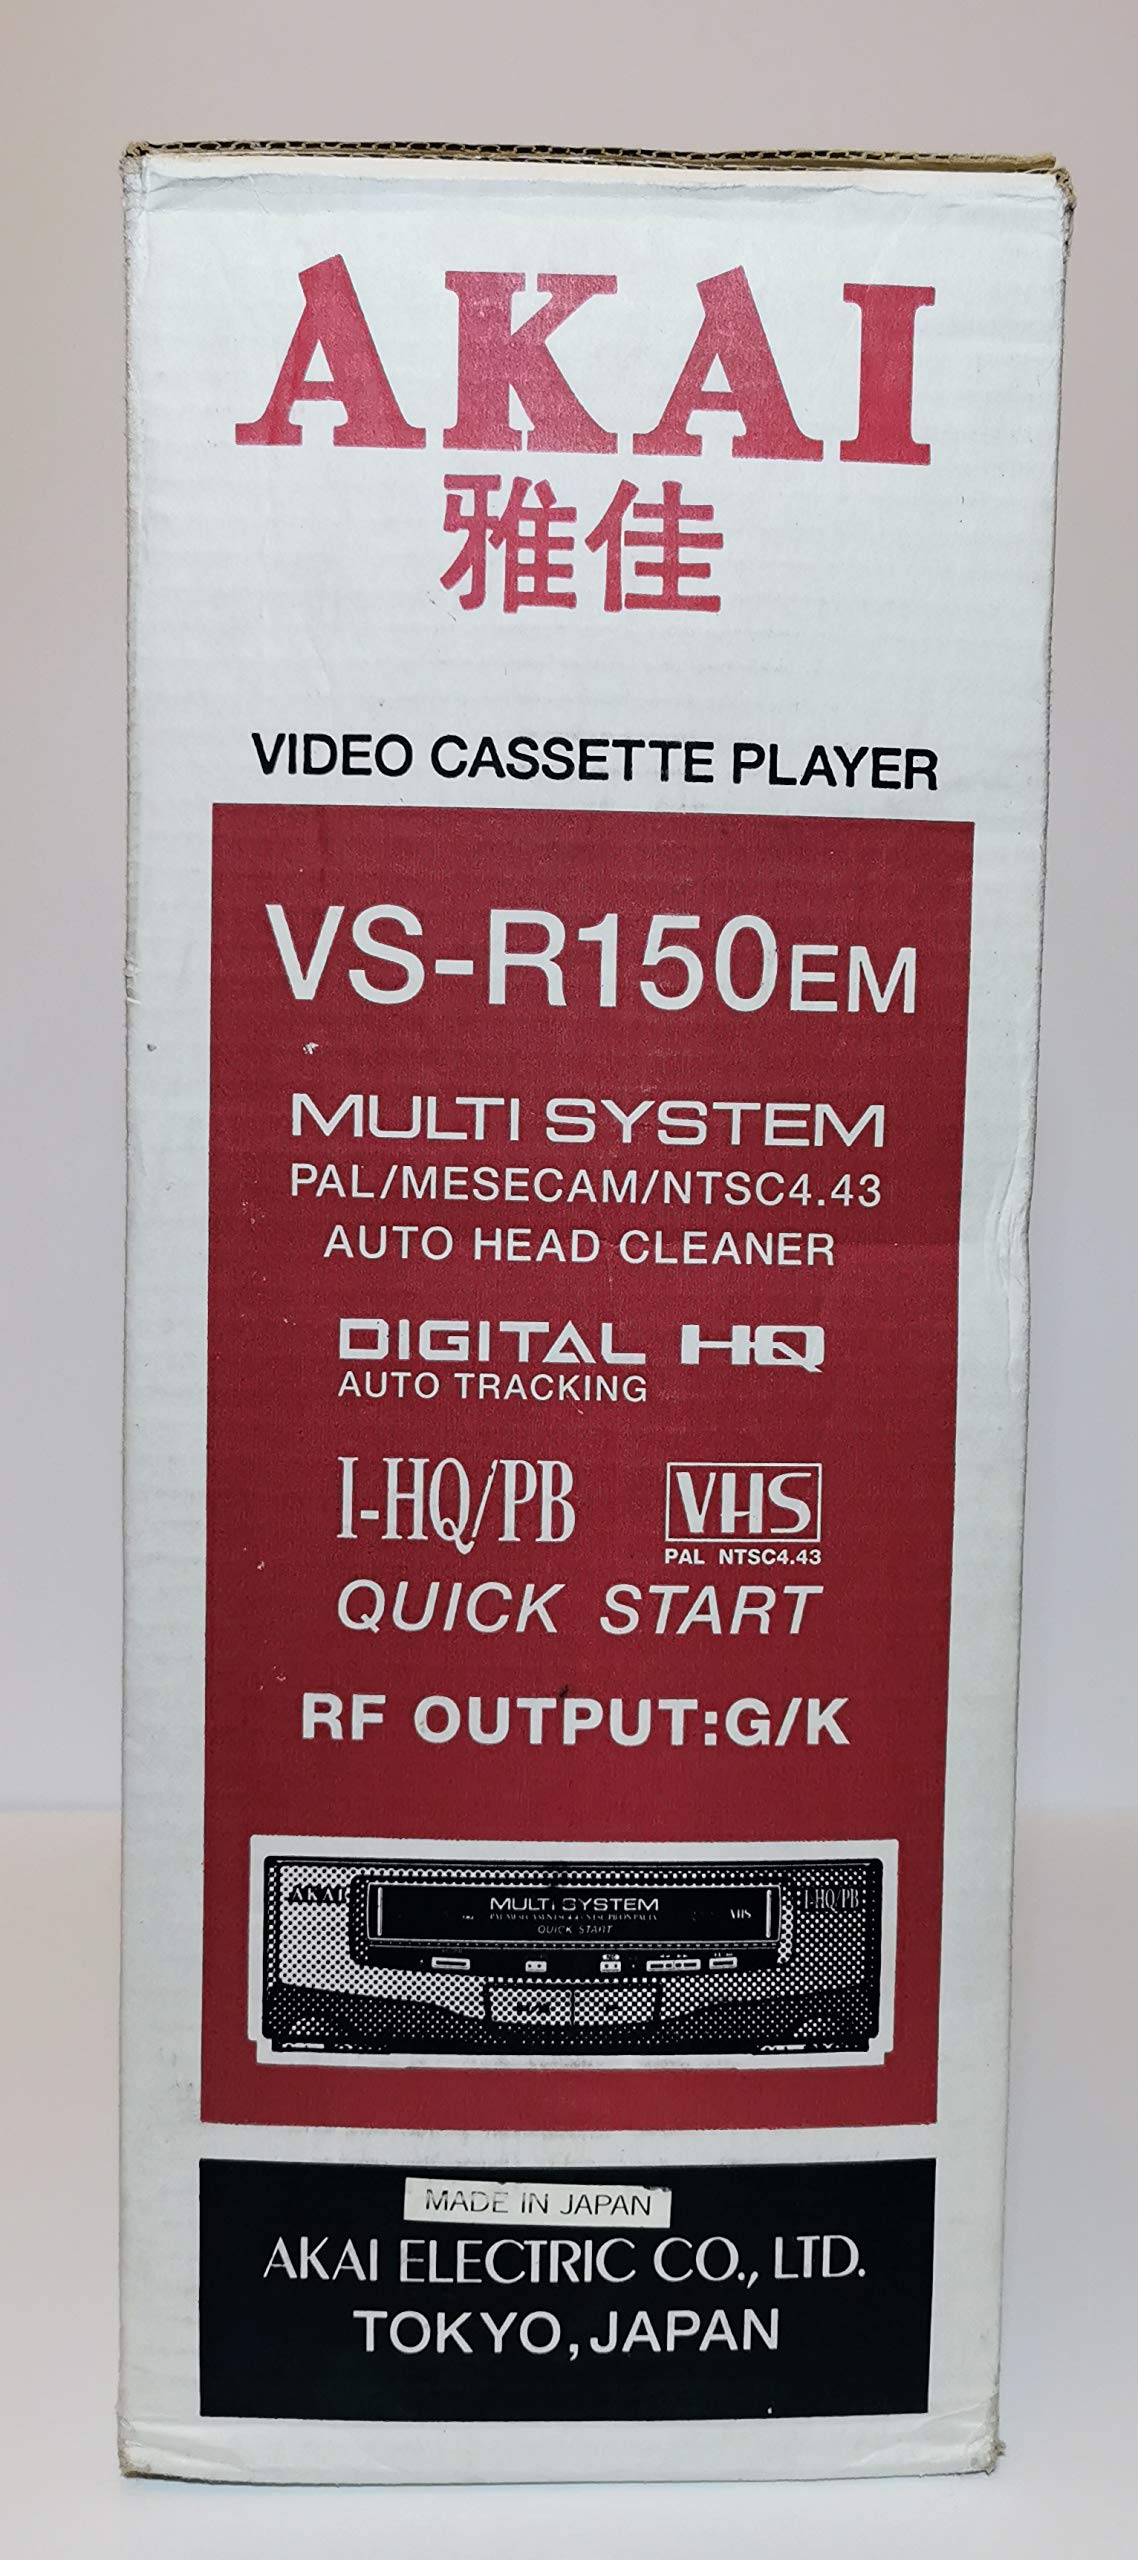 AKAI
雅佳
VIDEO CASSETTE PLAYER
VS-R150EM
MULTI SYSTEM
PAL/MESECAM/NTSC4.43
AUTO HEAD CLEANER
DIGITAL HQ
AUTO TRACKING
I-HQ/PB VHS
PAL NTSC4.43
QUICK START
RF OUTPUT:G/K
AKAI MULTI SYSTEM I-HQ/PB
VHS
QUICK START
MADE IN JAPAN
AKAI ELECTRIC CO., LTD.
TOKYO, JAPAN